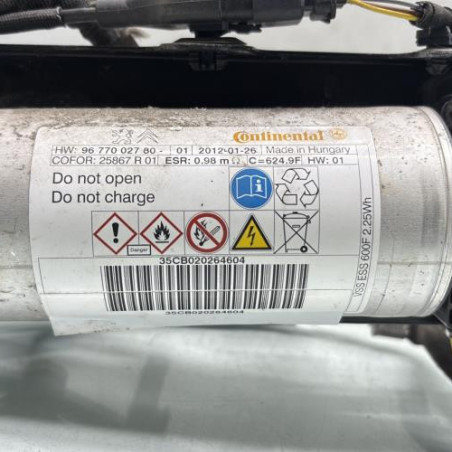 Continental
HW: 96 770 027 80 - 01 2012-01-26 Made in Hungary
COFOR: 25867 R 01 ESR: 0.98 mΩ C=624.9F HW: 01
Do not open
Do not charge
Danger
35CB020264604
35CB020264604
VSS ESS 600F 2.25Wh